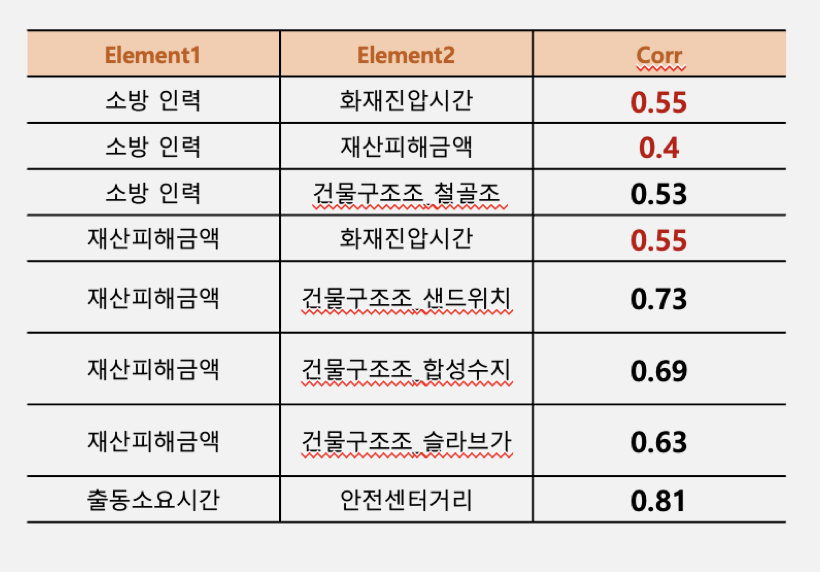 Element1 Element2 Corr
소방 인력 화재진압시간 0.55
소방 인력 재산피해금액 0.4
소방 인력 건물구조조_철골조 0.53
재산피해금액 화재진압시간 0.55
재산피해금액 건물구조조_샌드위치 0.73
재산피해금액 건물구조조_합성수지 0.69
재산피해금액 건물구조조_슬라브가 0.63
출동소요시간 안전센터거리 0.81